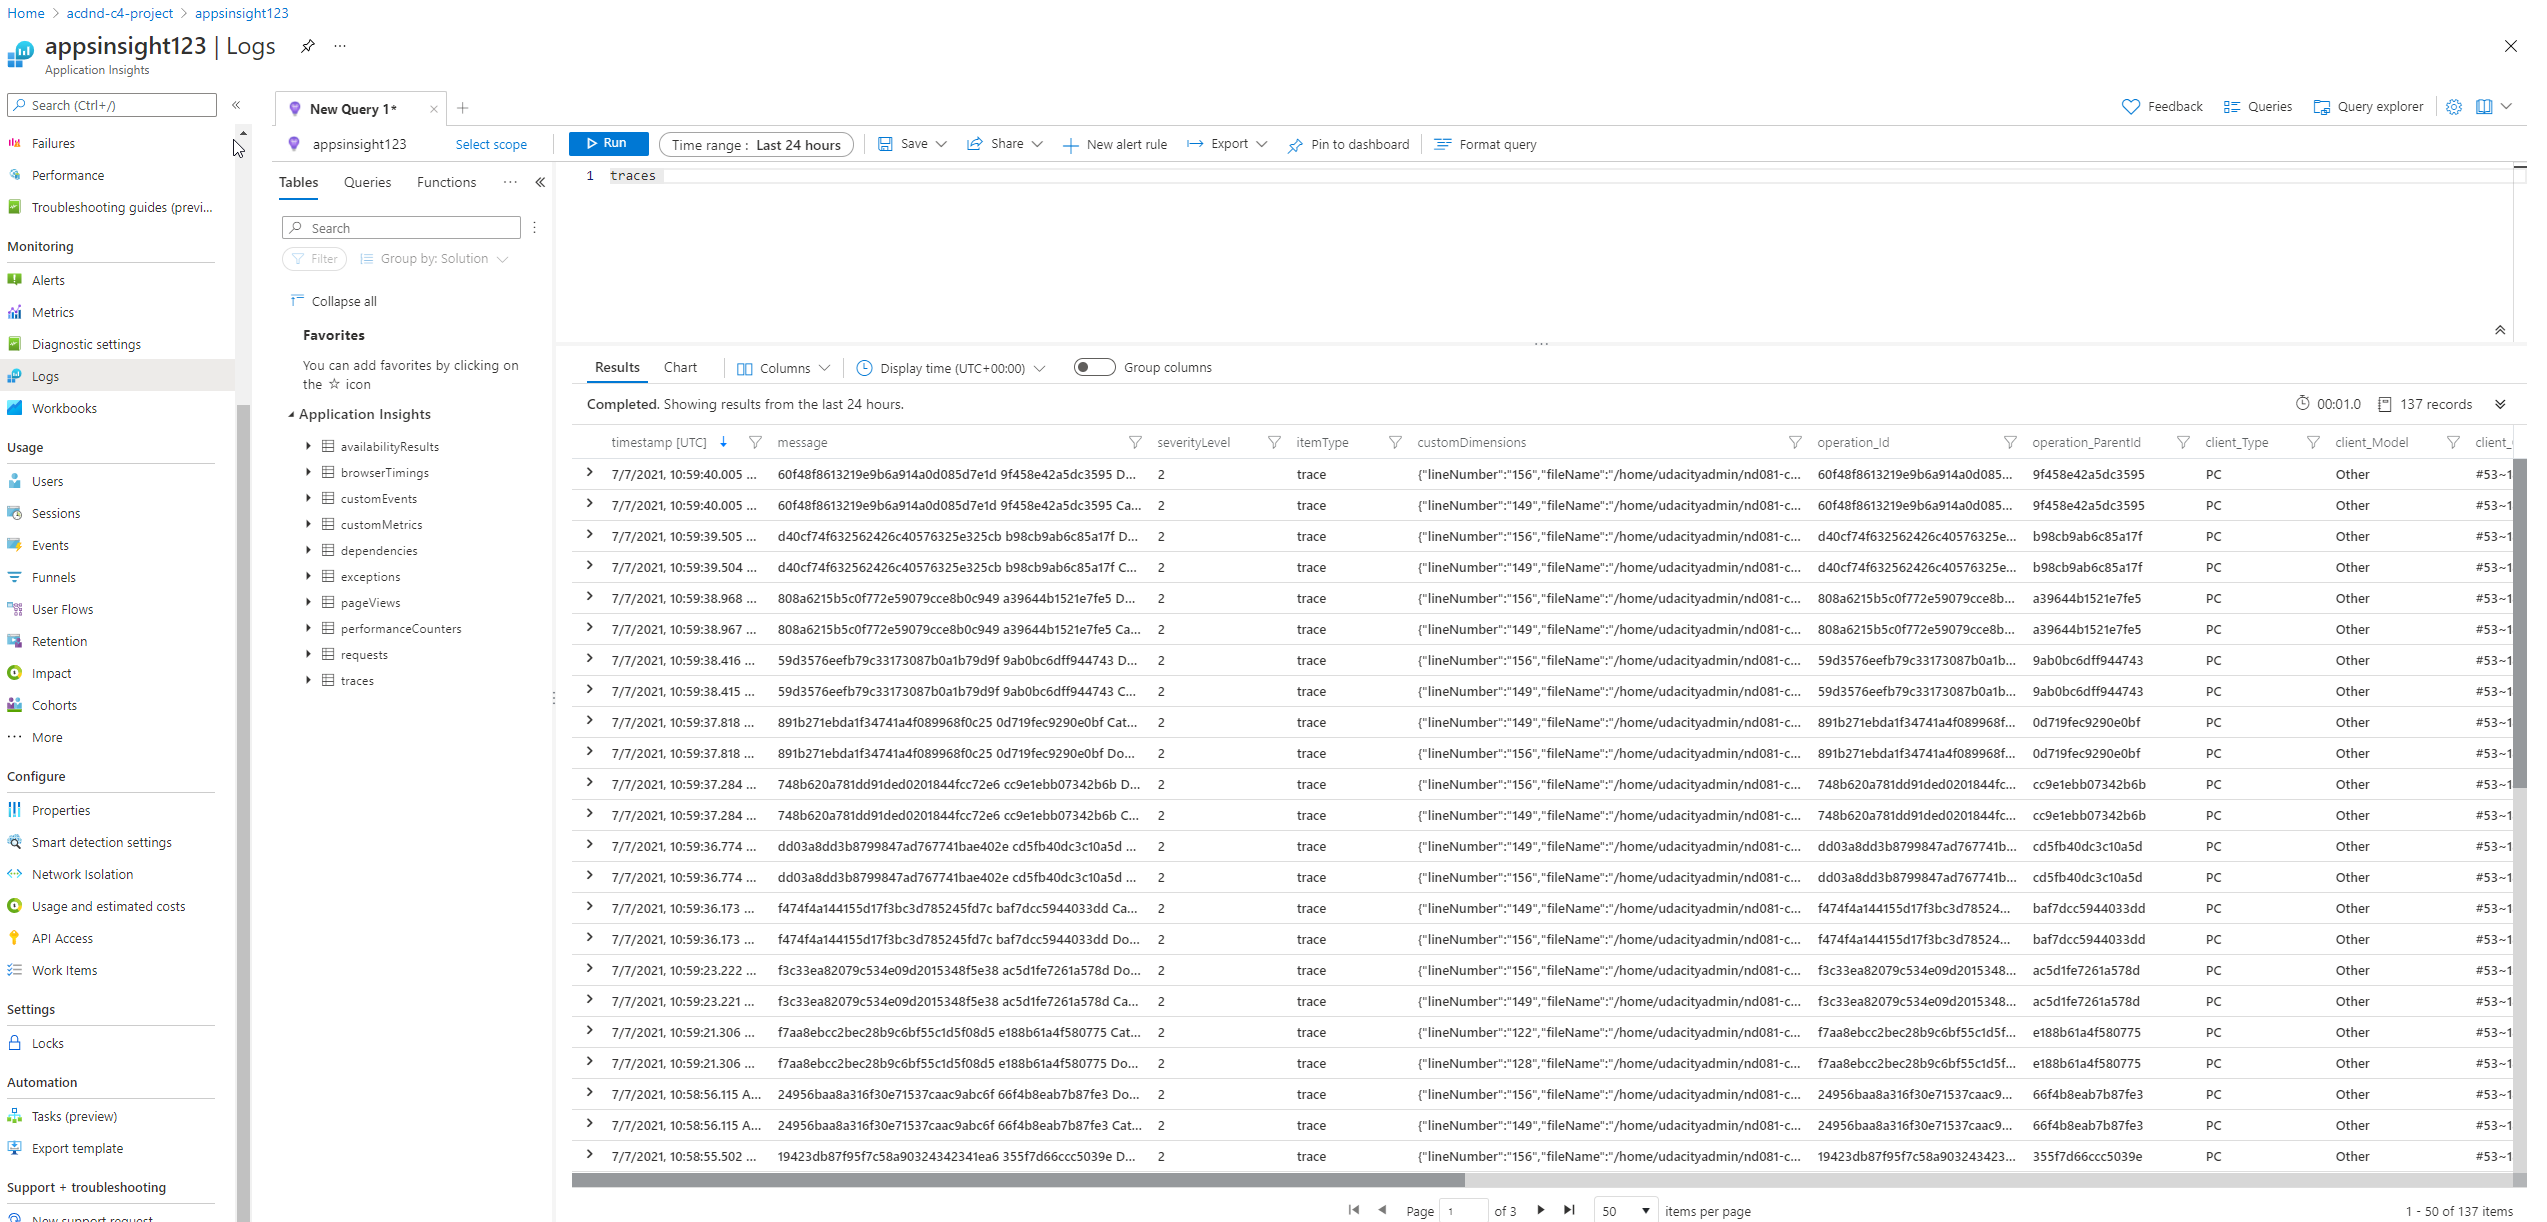 Home > acdnd-c4-project > appsinsight123
appsinsight123 | Logs ...
Application Insights
Search (Ctrl+/)
Failures
Performance
Troubleshooting guides (previ...
Monitoring
Alerts
Metrics
Diagnostic settings
Logs
Workbooks
Usage
Users
Sessions
Events
Funnels
User Flows
Retention
Impact
Cohorts
More
Configure
Properties
Smart detection settings
Network Isolation
Usage and estimated costs
API Access
Work Items
Settings
Locks
Automation
Tasks (preview)
Export template
Support + troubleshooting
New support request
New Query 1*
Feedback Queries Query explorer
appsinsight123 Select scope
Run Time range : Last 24 hours Save Share New alert rule Export Pin to dashboard Format query
Tables Queries Functions ...
Search
Filter Group by: Solution
Collapse all
Favorites
You can add favorites by clicking on
the ☆ icon
Application Insights
availabilityResults
browserTimings
customEvents
customMetrics
dependencies
exceptions
pageViews
performanceCounters
requests
traces
1 traces
Results Chart Columns Display time (UTC+00:00) Group columns
Completed. Showing results from the last 24 hours. 00:01.0 137 records
timestamp [UTC] message severityLevel itemType customDimensions operation_Id operation_ParentId client_Type client_Model client_
7/7/2021, 10:59:40.005 ... 60f48f8613219e9b6a914a0d085d7e1d 9f458e42a5dc3595 D... 2 trace {"lineNumber":"156","fileName":"/home/udacityadmin/nd081-c... 60f48f8613219e9b6a914a0d085... 9f458e42a5dc3595 PC Other #53~1
7/7/2021, 10:59:40.005 ... 60f48f8613219e9b6a914a0d085d7e1d 9f458e42a5dc3595 Ca... 2 trace {"lineNumber":"149","fileName":"/home/udacityadmin/nd081-c... 60f48f8613219e9b6a914a0d085... 9f458e42a5dc3595 PC Other #53~1
7/7/2021, 10:59:39.505 ... d40cf74f632562426c40576325e325cb b98cb9ab6c85a17f D... 2 trace {"lineNumber":"156","fileName":"/home/udacityadmin/nd081-c... d40cf74f632562426c40576325e... b98cb9ab6c85a17f PC Other #53~1
7/7/2021, 10:59:39.504 ... d40cf74f632562426c40576325e325cb b98cb9ab6c85a17f C... 2 trace {"lineNumber":"149","fileName":"/home/udacityadmin/nd081-c... d40cf74f632562426c40576325e... b98cb9ab6c85a17f PC Other #53~1
7/7/2021, 10:59:38.968 ... 808a6215b5c0f772e59079cce8b0c949 a39644b1521e7fe5 D... 2 trace {"lineNumber":"156","fileName":"/home/udacityadmin/nd081-c... 808a6215b5c0f772e59079cce8b... a39644b1521e7fe5 PC Other #53~1
7/7/2021, 10:59:38.967 ... 808a6215b5c0f772e59079cce8b0c949 a39644b1521e7fe5 Ca... 2 trace {"lineNumber":"149","fileName":"/home/udacityadmin/nd081-c... 808a6215b5c0f772e59079cce8b... a39644b1521e7fe5 PC Other #53~1
7/7/2021, 10:59:38.416 ... 59d3576eefb79c33173087b0a1b79d9f 9ab0bc6dff944743 D... 2 trace {"lineNumber":"156","fileName":"/home/udacityadmin/nd081-c... 59d3576eefb79c33173087b0a1b... 9ab0bc6dff944743 PC Other #53~1
7/7/2021, 10:59:38.415 ... 59d3576eefb79c33173087b0a1b79d9f 9ab0bc6dff944743 C... 2 trace {"lineNumber":"149","fileName":"/home/udacityadmin/nd081-c... 59d3576eefb79c33173087b0a1b... 9ab0bc6dff944743 PC Other #53~1
7/7/2021, 10:59:37.818 ... 891b271ebda1f34741a4f089968f0c25 0d719fec9290e0bf Cat... 2 trace {"lineNumber":"149","fileName":"/home/udacityadmin/nd081-c... 891b271ebda1f34741a4f089968f... 0d719fec9290e0bf PC Other #53~1
7/7/2021, 10:59:37.818 ... 891b271ebda1f34741a4f089968f0c25 0d719fec9290e0bf Do... 2 trace {"lineNumber":"156","fileName":"/home/udacityadmin/nd081-c... 891b271ebda1f34741a4f089968f... 0d719fec9290e0bf PC Other #53~1
7/7/2021, 10:59:37.284 ... 748b620a781dd91ded0201844fcc72e6 cc9e1ebb07342b6b D... 2 trace {"lineNumber":"156","fileName":"/home/udacityadmin/nd081-c... 748b620a781dd91ded0201844fc... cc9e1ebb07342b6b PC Other #53~1
7/7/2021, 10:59:37.284 ... 748b620a781dd91ded0201844fcc72e6 cc9e1ebb07342b6b C... 2 trace {"lineNumber":"149","fileName":"/home/udacityadmin/nd081-c... 748b620a781dd91ded0201844fc... cc9e1ebb07342b6b PC Other #53~1
7/7/2021, 10:59:36.774 ... dd03a8dd3b8799847ad767741bae402e cd5fb40dc3c10a5d ... 2 trace {"lineNumber":"149","fileName":"/home/udacityadmin/nd081-c... dd03a8dd3b8799847ad767741b... cd5fb40dc3c10a5d PC Other #53~1
7/7/2021, 10:59:36.774 ... dd03a8dd3b8799847ad767741bae402e cd5fb40dc3c10a5d ... 2 trace {"lineNumber":"156","fileName":"/home/udacityadmin/nd081-c... dd03a8dd3b8799847ad767741b... cd5fb40dc3c10a5d PC Other #53~1
7/7/2021, 10:59:36.173 ... f474f4a144155d17f3bc3d785245fd7c baf7dcc5944033dd Ca... 2 trace {"lineNumber":"149","fileName":"/home/udacityadmin/nd081-c... f474f4a144155d17f3bc3d78524... baf7dcc5944033dd PC Other #53~1
7/7/2021, 10:59:36.173 ... f474f4a144155d17f3bc3d785245fd7c baf7dcc5944033dd Do... 2 trace {"lineNumber":"156","fileName":"/home/udacityadmin/nd081-c... f474f4a144155d17f3bc3d78524... baf7dcc5944033dd PC Other #53~1
7/7/2021, 10:59:23.222 ... f3c33ea82079c534e09d2015348f5e38 ac5d1fe7261a578d Do... 2 trace {"lineNumber":"156","fileName":"/home/udacityadmin/nd081-c... f3c33ea82079c534e09d2015348... ac5d1fe7261a578d PC Other #53~1
7/7/2021, 10:59:23.221 ... f3c33ea82079c534e09d2015348f5e38 ac5d1fe7261a578d Ca... 2 trace {"lineNumber":"149","fileName":"/home/udacityadmin/nd081-c... f3c33ea82079c534e09d2015348... ac5d1fe7261a578d PC Other #53~1
7/7/2021, 10:59:21.306 ... f7aa8ebcc2bec28b9c6bf55c1d5f08d5 e188b61a4f580775 Cat... 2 trace {"lineNumber":"122","fileName":"/home/udacityadmin/nd081-c... f7aa8ebcc2bec28b9c6bf55c1d5f... e188b61a4f580775 PC Other #53~1
7/7/2021, 10:59:21.306 ... f7aa8ebcc2bec28b9c6bf55c1d5f08d5 e188b61a4f580775 Do... 2 trace {"lineNumber":"128","fileName":"/home/udacityadmin/nd081-c... f7aa8ebcc2bec28b9c6bf55c1d5f... e188b61a4f580775 PC Other #53~1
7/7/2021, 10:58:56.115 A... 24956baa8a316f30e71537caac9abc6f 66f4b8eab7b87fe3 Do... 2 trace {"lineNumber":"156","fileName":"/home/udacityadmin/nd081-c... 24956baa8a316f30e71537caac9... 66f4b8eab7b87fe3 PC Other #53~1
7/7/2021, 10:58:56.115 A... 24956baa8a316f30e71537caac9abc6f 66f4b8eab7b87fe3 Cat... 2 trace {"lineNumber":"149","fileName":"/home/udacityadmin/nd081-c... 24956baa8a316f30e71537caac9... 66f4b8eab7b87fe3 PC Other #53~1
7/7/2021, 10:58:55.502 ... 19423db87f95f7c58a90324342341ea6 355f7d66ccc5039e D... 2 trace {"lineNumber":"156","fileName":"/home/udacityadmin/nd081-c... 19423db87f95f7c58a903243423... 355f7d66ccc5039e PC Other #53~1
Page 1 of 3 50 items per page 1 - 50 of 137 items